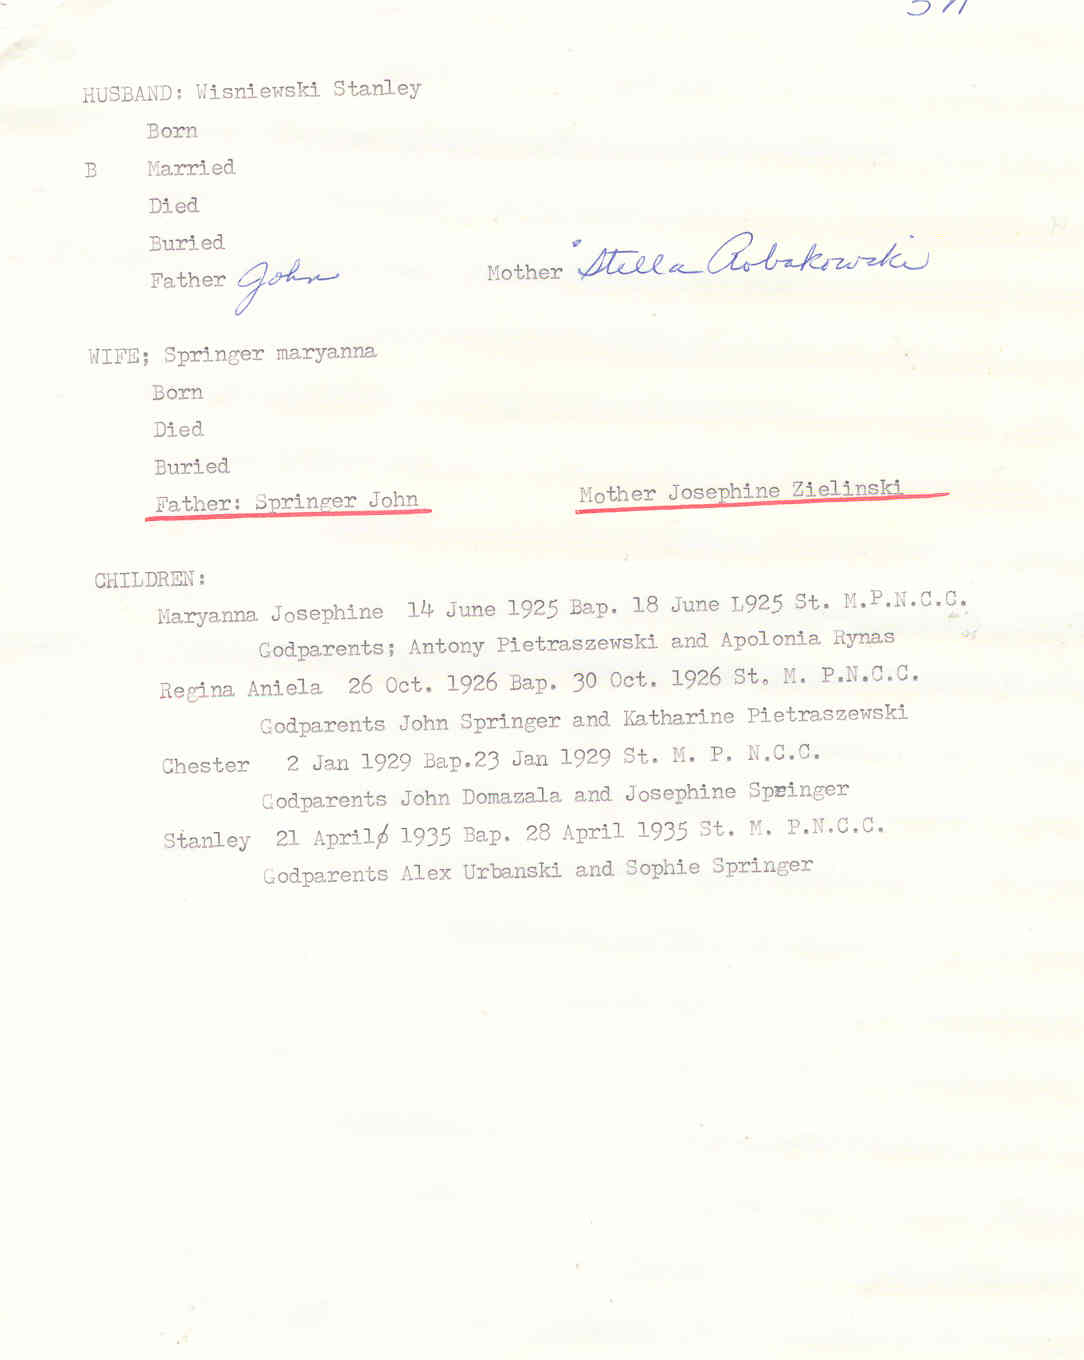 HUSBAND: Wisniewski Stanley
Born
B Married
Died
Buried
Father John Mother Stella Robakowski
WIFE; Springer maryanna
Born
Died
Buried
Father: Springer John Mother Josephine Zielinski
CHILDREN:
Maryanna Josephine 14 June 1925 Bap. 18 June L925 St. M.P.N.C.C.
Godparents; Antony Pietraszewski and Apolonia Rynas
Regina Aniela 26 Oct. 1926 Bap. 30 Oct. 1926 St. M. P.N.C.C.
Godparents John Springer and Katharine Pietraszewski
Chester 2 Jan 1929 Bap.23 Jan 1929 St. M. P. N.C.C.
Godparents John Domazala and Josephine Springer
Stanley 21 April 1935 Bap. 28 April 1935 St. M. P.N.C.C.
Godparents Alex Urbanski and Sophie Springer